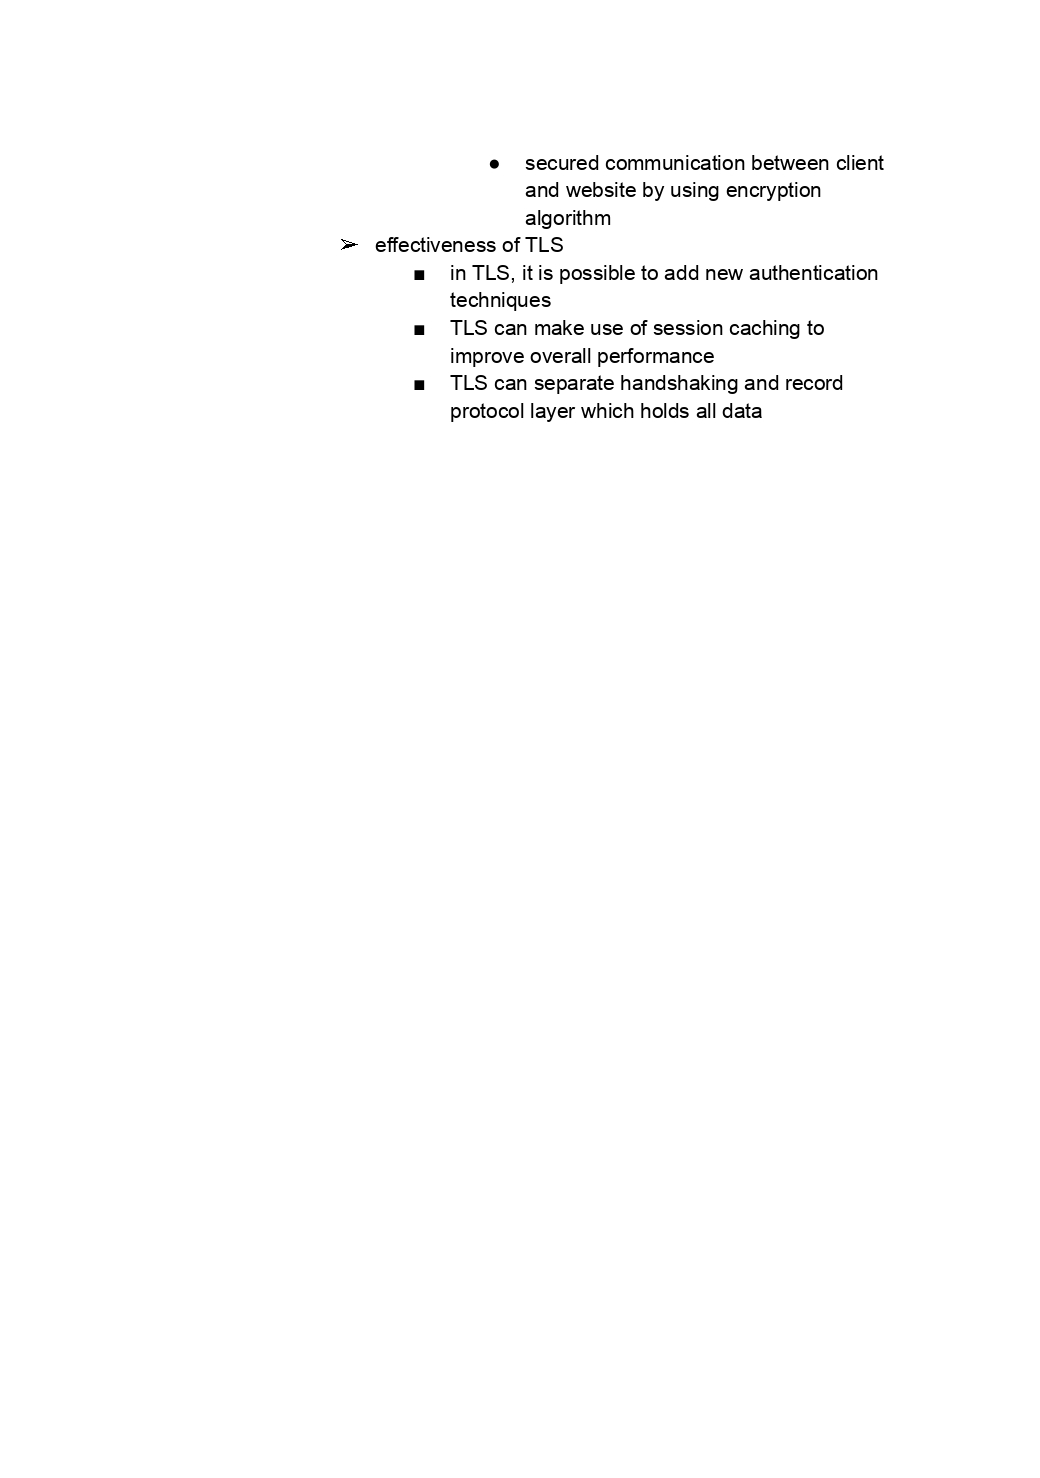 ● secured communication between client
and website by using encryption
algorithm
➢ effectiveness of TLS
■ in TLS, it is possible to add new authentication
techniques
■ TLS can make use of session caching to
improve overall performance
■ TLS can separate handshaking and record
protocol layer which holds all data